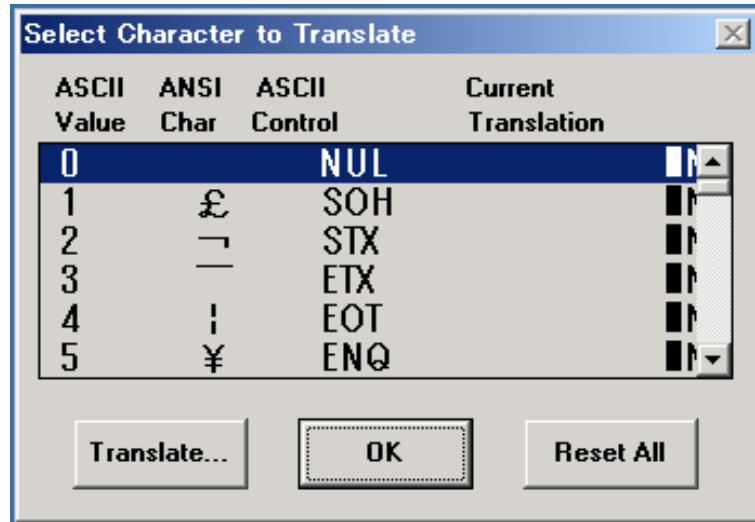 Select Character to Translate
ASCII ANSI ASCII Current
Value Char Control Translation
0 NUL
1 £ SOH
2 ¬ STX
3 ¯ ETX
4 ¦ EOT
5 ¥ ENQ
Translate... OK Reset All